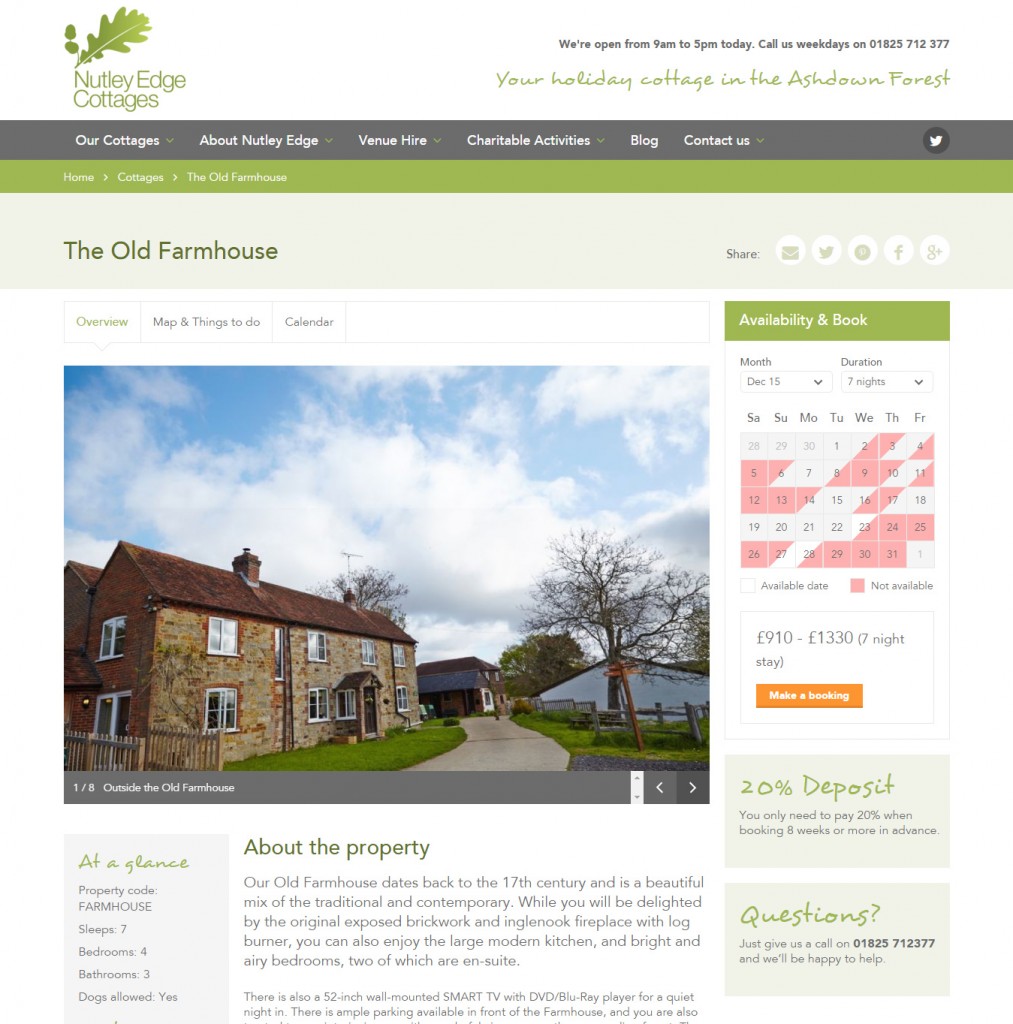 Nutley Edge
Cottages
We're open from 9am to 5pm today. Call us weekdays on 01825 712 377
Your holiday cottage in the Ashdown Forest
Our Cottages About Nutley Edge Venue Hire Charitable Activities Blog Contact us
Home > Cottages > The Old Farmhouse
The Old Farmhouse
Share:
Overview Map & Things to do Calendar
1 / 8 Outside the Old Farmhouse
Availability & Book
Month Duration
Dec 15 7 nights
Sa Su Mo Tu We Th Fr
28 29 30 1 2 3 4
5 6 7 8 9 10 11
12 13 14 15 16 17 18
19 20 21 22 23 24 25
26 27 28 29 30 31 1
Available date Not available
£910 - £1330 (7 night
stay)
Make a booking
20% Deposit
You only need to pay 20% when
booking 8 weeks or more in advance.
Questions?
Just give us a call on 01825 712377
and we'll be happy to help.
At a glance
Property code:
FARMHOUSE
Sleeps: 7
Bedrooms: 4
Bathrooms: 3
Dogs allowed: Yes
About the property
Our Old Farmhouse dates back to the 17th century and is a beautiful
mix of the traditional and contemporary. While you will be delighted
by the original exposed brickwork and inglenook fireplace with log
burner, you can also enjoy the large modern kitchen, and bright and
airy bedrooms, two of which are en-suite.
There is also a 52-inch wall-mounted SMART TV with DVD/Blu-Ray player for a quiet
night in. There is ample parking available in front of the Farmhouse, and you are also